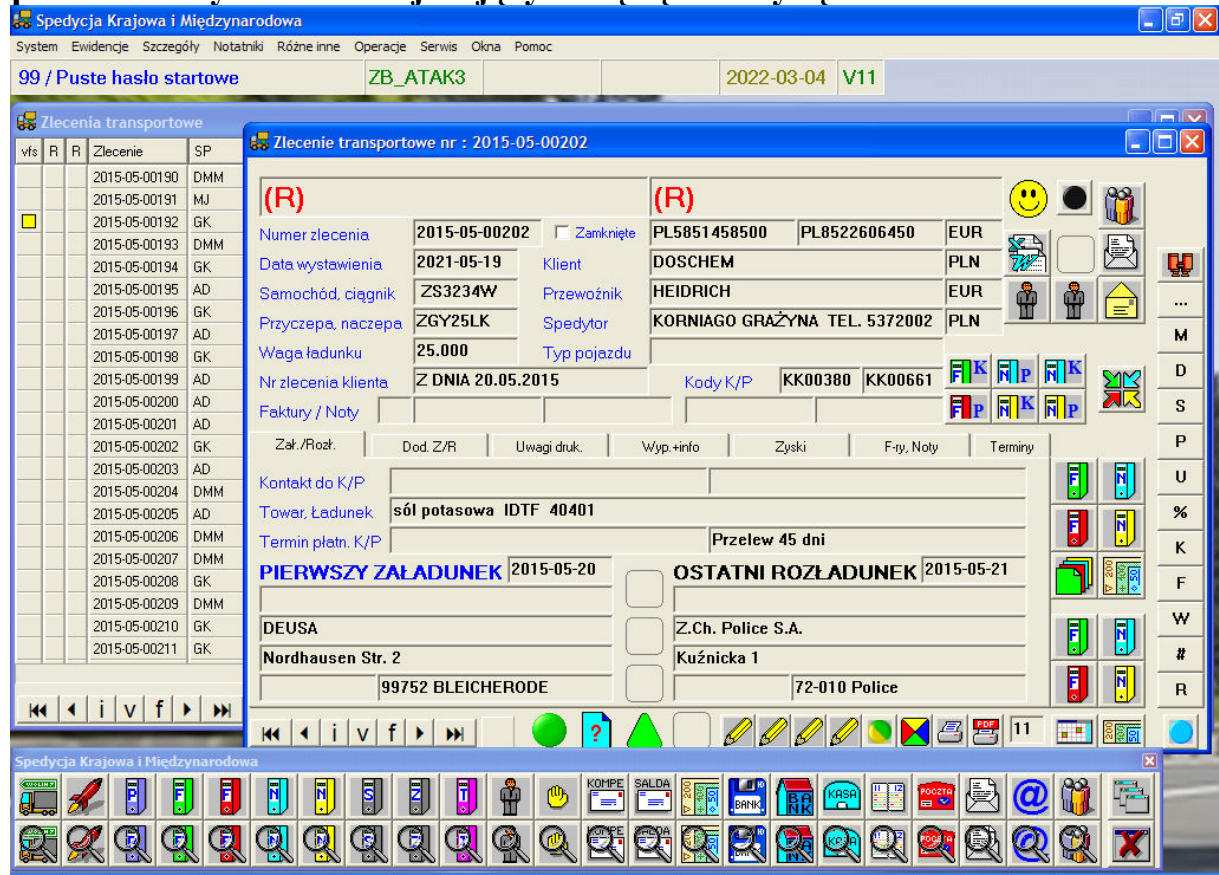 Spedycja Krajowa i Międzynarodowa
System Ewidencje Szczegóły Notatniki Różne inne Operacje Serwis Okna Pomoc
99 / Puste hasło startowe ZB_ATAK3 2022-03-04 V11
Zlecenia transportowe
vfs R R Zlecenie SP
2015-05-00190 DMM
2015-05-00191 MJ
2015-05-00192 GK
2015-05-00193 DMM
2015-05-00194 GK
2015-05-00195 AD
2015-05-00196 GK
2015-05-00197 AD
2015-05-00198 GK
2015-05-00199 AD
2015-05-00200 AD
2015-05-00201 AD
2015-05-00202 GK
2015-05-00203 AD
2015-05-00204 DMM
2015-05-00205 AD
2015-05-00206 DMM
2015-05-00207 DMM
2015-05-00208 GK
2015-05-00209 DMM
2015-05-00210 GK
2015-05-00211 GK
i v f
Zlecenie transportowe nr : 2015-05-00202
(R) (R)
Numer zlecenia 2015-05-00202 Zamknięte PL5851458500 PL8522606450 EUR
Data wystawienia 2021-05-19 Klient DOSCHEM PLN
Samochód, ciągnik ZS3234W Przewoźnik HEIDRICH EUR
Przyczepa, naczepa ZGY25LK Spedytor KORNIAGO GRAŻYNA TEL. 5372002 PLN
Waga ładunku 25.000 Typ pojazdu
Nr zlecenia klienta Z DNIA 20.05.2015 Kody K/P KK00380 KK00661
F K N P N K
Faktury / Noty
F P N K N P
Zał./Rozł. Dod. Z/R Uwagi druk. Wyp.+info Zyski F-ry, Noty Terminy
Kontakt do K/P
F N
Towar, Ładunek sól potasowa IDTF 40401
F N
Termin płatn. K/P Przelew 45 dni
PIERWSZY ZAŁADUNEK 2015-05-20 OSTATNI ROZŁADUNEK 2015-05-21
DEUSA Z.Ch. Police S.A.
F N
Nordhausen Str. 2 Kuźnicka 1
F N
99752 BLEICHERODE 72-010 Police
i v f ? PDF 11
...
M
D
S
P
U
%
K
F
W
#
R
Spedycja Krajowa i Międzynarodowa
P F F N N S Z T KOMPE SALDA BANK BANK KASA POCZTA @
KOMPE SALDA @